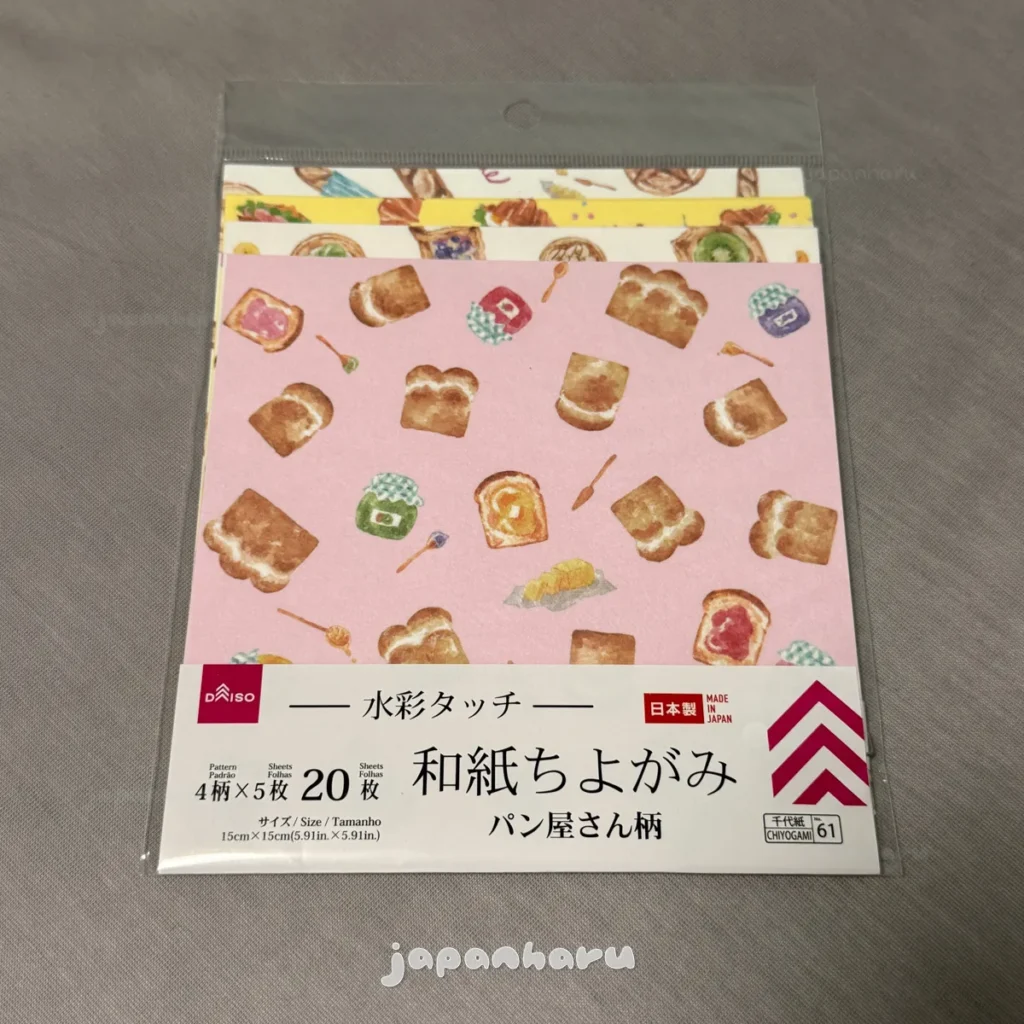 japanharu
DAISO
水彩タッチ
日本製
MADE
IN
JAPAN
Pattern Sheets Sheets
Padrão Folhas Folhas
4柄×5枚 20枚
和紙ちよがみ
サイズ / Size / Tamanho
15cm×15cm(5.91in.×5.91in.)
パン屋さん柄
千代紙
CHIYOGAMI
No. 61
japanharu